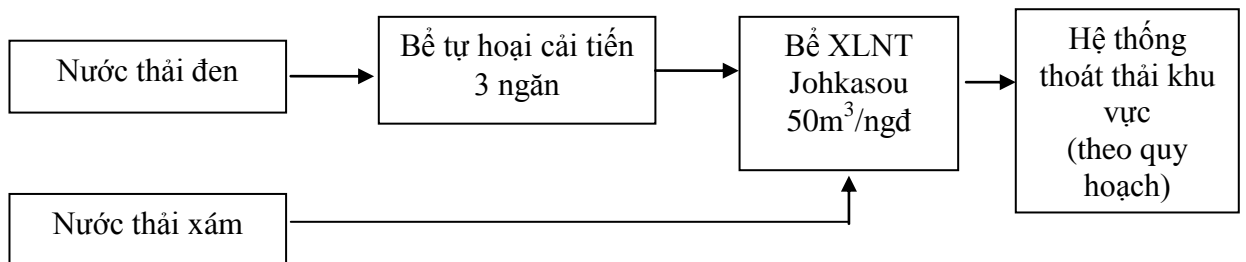 Nước thải đen
Bể tự hoại cải tiến
3 ngăn
Bể XLNT
Johkasou
50m³/ngđ
Hệ thống
thoát thải khu
vực
(theo quy
hoạch)
Nước thải xám